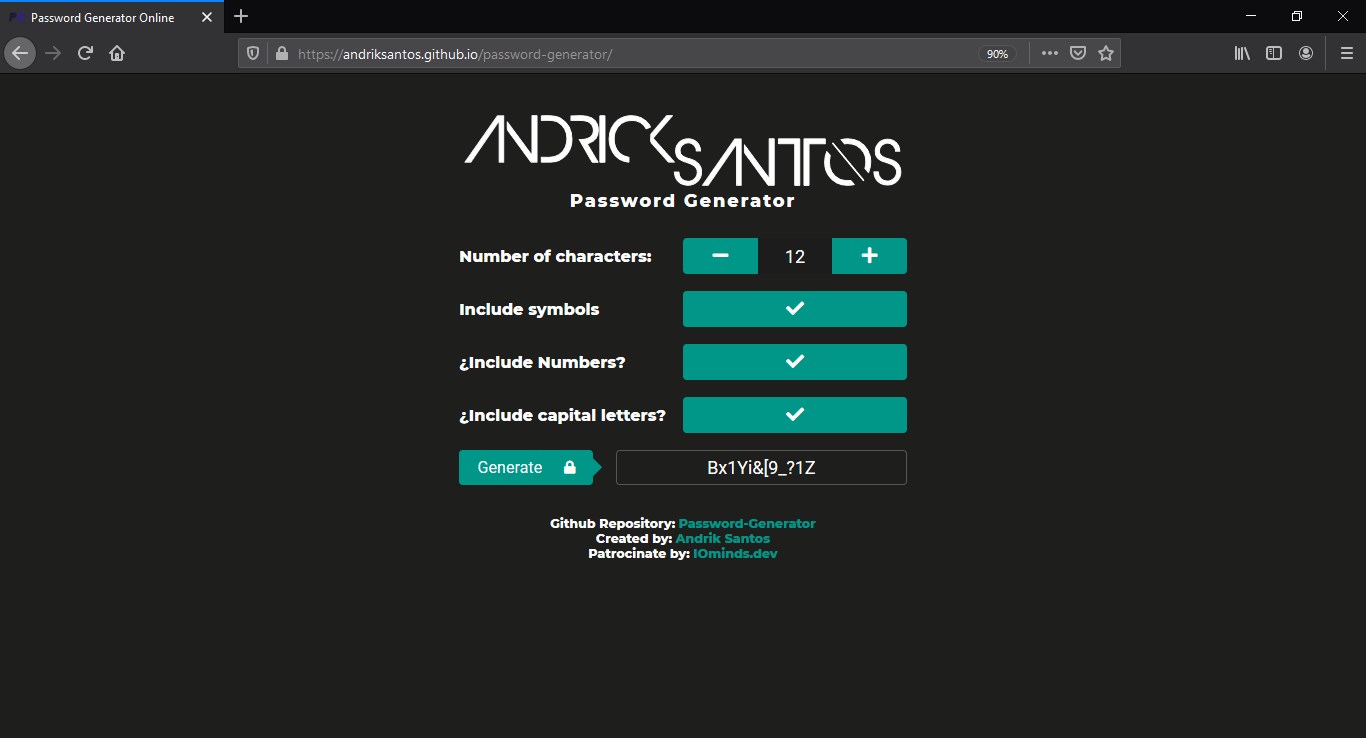 Password Generator Online
https://andriksantos.github.io/password-generator/
90%
ANDRICK
SANTOS
Password Generator
Number of characters: 12
Include symbols
¿Include Numbers?
¿Include capital letters?
Generate Bx1Yi&[9_?1Z
Github Repository: Password-Generator
Created by: Andrik Santos
Patrocinate by: IOminds.dev